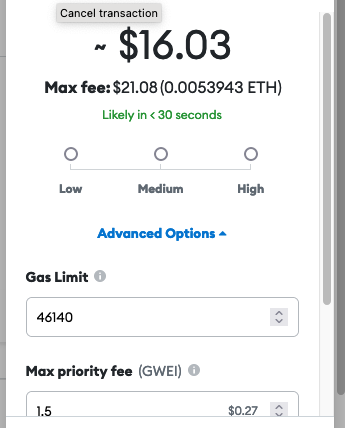 Cancel transaction
~ $16.03
Max fee: $21.08 (0.0053943 ETH)
Likely in < 30 seconds
Low Medium High
Advanced Options
Gas Limit
46140
Max priority fee (GWEI)
1.5 $0.27